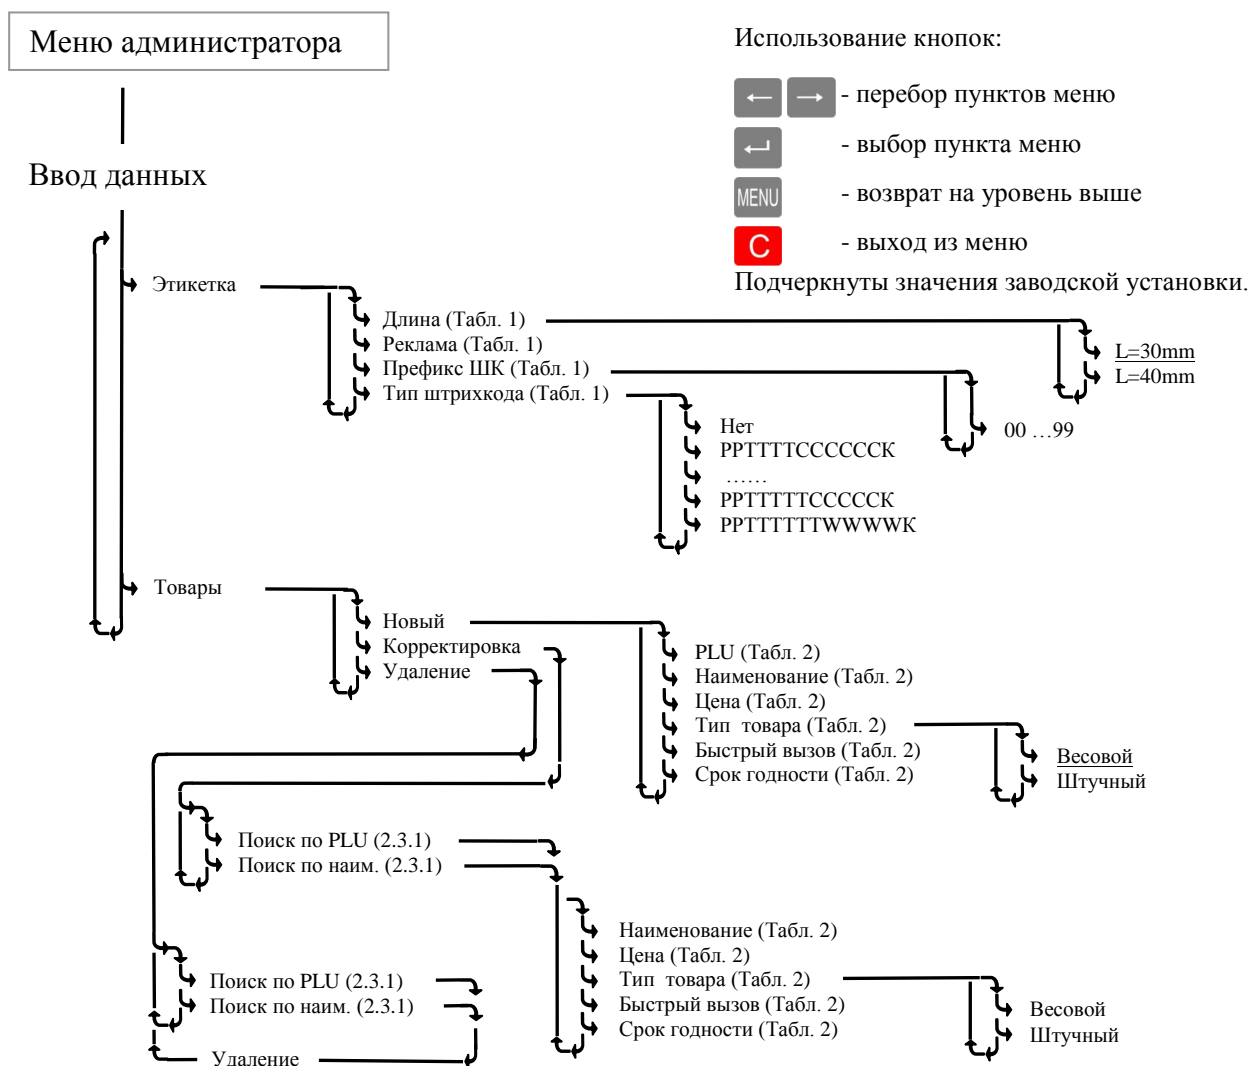 Меню администратора
Использование кнопок:
- перебор пунктов меню
- выбор пункта меню
Ввод данных
MENU - возврат на уровень выше
C - выход из меню
Подчеркнуты значения заводской установки.
Этикетка
Длина (Табл. 1)
Реклама (Табл. 1)
Префикс ШК (Табл. 1)
Тип штрихкода (Табл. 1)
L=30mm
L=40mm
00 …99
Нет
РРТТТТССССССК
……
РРТТТТТСССССК
РРТТТТТТWWWWК
Товары
Новый
Корректировка
Удаление
PLU (Табл. 2)
Наименование (Табл. 2)
Цена (Табл. 2)
Тип товара (Табл. 2)
Быстрый вызов (Табл. 2)
Срок годности (Табл. 2)
Весовой
Штучный
Поиск по PLU (2.3.1)
Поиск по наим. (2.3.1)
Наименование (Табл. 2)
Цена (Табл. 2)
Тип товара (Табл. 2)
Быстрый вызов (Табл. 2)
Срок годности (Табл. 2)
Весовой
Штучный
Поиск по PLU (2.3.1)
Поиск по наим. (2.3.1)
Удаление